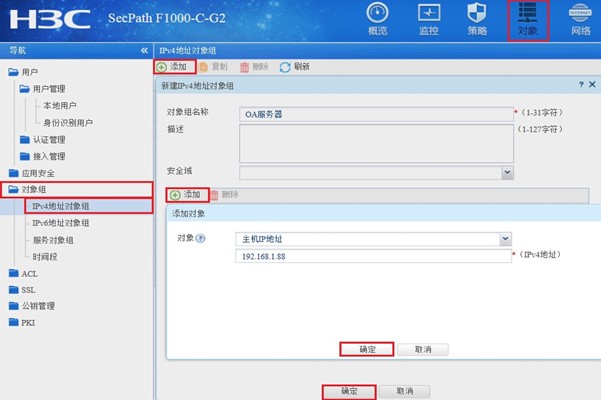 H3C SecPath F1000-C-G2
概览 监控 策略 对象 网络
导航 «
用户
用户管理
本地用户
身份识别用户
认证管理
接入管理
应用安全
对象组
IPv4地址对象组
IPv6地址对象组
服务对象组
时间段
ACL
SSL
公钥管理
PKI
IPv4地址对象组
添加 复制 删除 刷新
新建IPv4地址对象组 ? ×
对象组名称 OA服务器 *（1-31字符）
描述 （1-127字符）
安全域
添加 删除
添加对象
对象 ? 主机IP地址
192.168.1.88 *（IPv4地址）
确定 取消
确定 取消